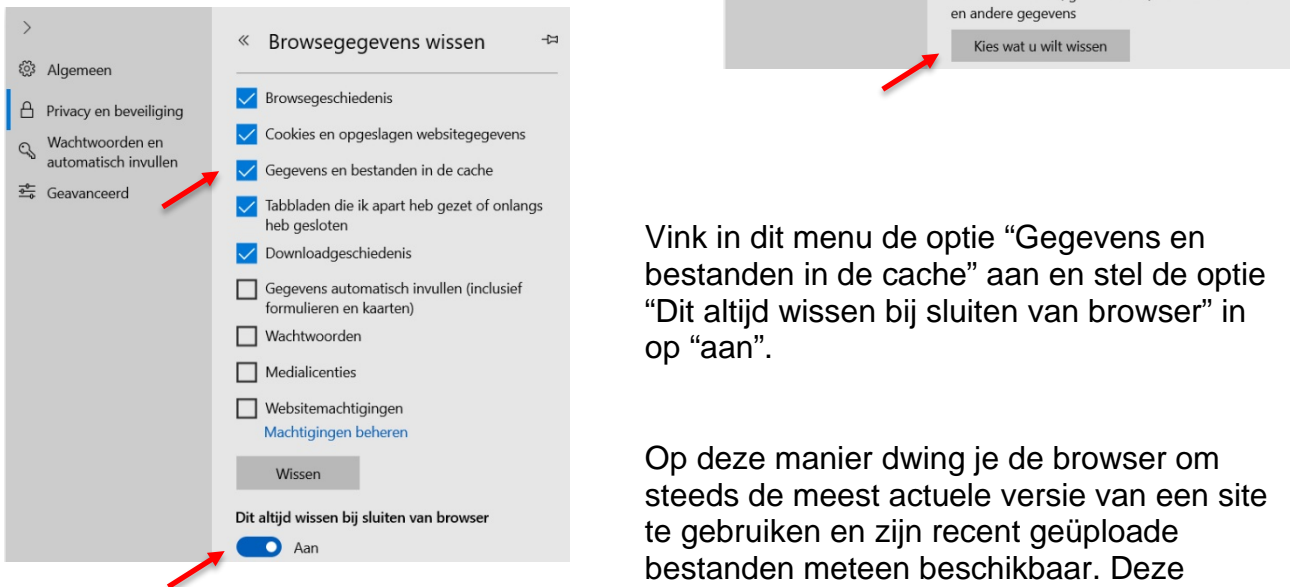 Algemeen
Privacy en beveiliging
Wachtwoorden en
automatisch invullen
Geavanceerd
Browsegegevens wissen
Browsegeschiedenis
Cookies en opgeslagen websitegegevens
Gegevens en bestanden in de cache
Tabbladen die ik apart heb gezet of onlangs
heb gesloten
Downloadgeschiedenis
Gegevens automatisch invullen (inclusief
formulieren en kaarten)
Wachtwoorden
Medialicenties
Websitemachtigingen
Machtigingen beheren
Wissen
Dit altijd wissen bij sluiten van browser
Aan
en andere gegevens
Kies wat u wilt wissen
Vink in dit menu de optie “Gegevens en
bestanden in de cache” aan en stel de optie
“Dit altijd wissen bij sluiten van browser” in
op “aan”.
Op deze manier dwing je de browser om
steeds de meest actuele versie van een site
te gebruiken en zijn recent geüploade
bestanden meteen beschikbaar. Deze